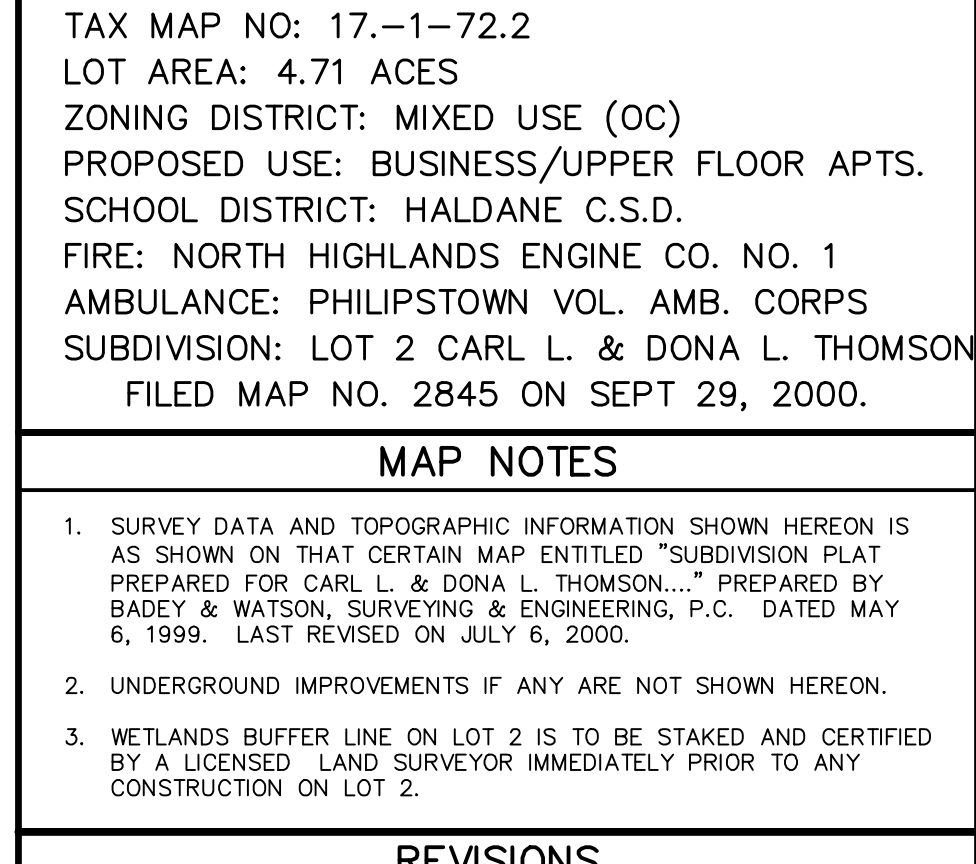 TAX MAP NO: 17.-1-72.2
LOT AREA: 4.71 ACES
ZONING DISTRICT: MIXED USE (OC)
PROPOSED USE: BUSINESS/UPPER FLOOR APTS.
SCHOOL DISTRICT: HALDANE C.S.D.
FIRE: NORTH HIGHLANDS ENGINE CO. NO. 1
AMBULANCE: PHILIPSTOWN VOL. AMB. CORPS
SUBDIVISION: LOT 2 CARL L. & DONA L. THOMSON
FILED MAP NO. 2845 ON SEPT 29, 2000.
MAP NOTES
1. SURVEY DATA AND TOPOGRAPHIC INFORMATION SHOWN HEREON IS
AS SHOWN ON THAT CERTAIN MAP ENTITLED "SUBDIVISION PLAT
PREPARED FOR CARL L. & DONA L. THOMSON...." PREPARED BY
BADEY & WATSON, SURVEYING & ENGINEERING, P.C. DATED MAY
6, 1999. LAST REVISED ON JULY 6, 2000.
2. UNDERGROUND IMPROVEMENTS IF ANY ARE NOT SHOWN HEREON.
3. WETLANDS BUFFER LINE ON LOT 2 IS TO BE STAKED AND CERTIFIED
BY A LICENSED LAND SURVEYOR IMMEDIATELY PRIOR TO ANY
CONSTRUCTION ON LOT 2.
REVISIONS